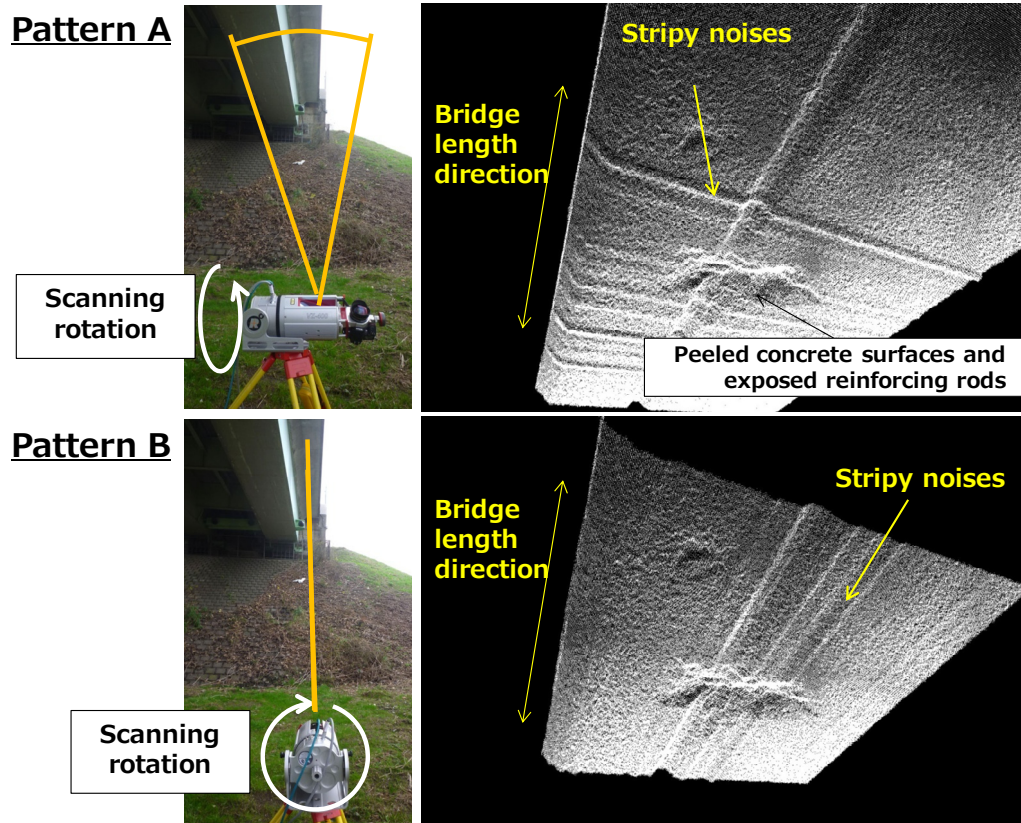 Pattern A
Stripy noises
Bridge
length
direction
Scanning
rotation
Peeled concrete surfaces and
exposed reinforcing rods
Pattern B
Stripy noises
Bridge
length
direction
Scanning
rotation